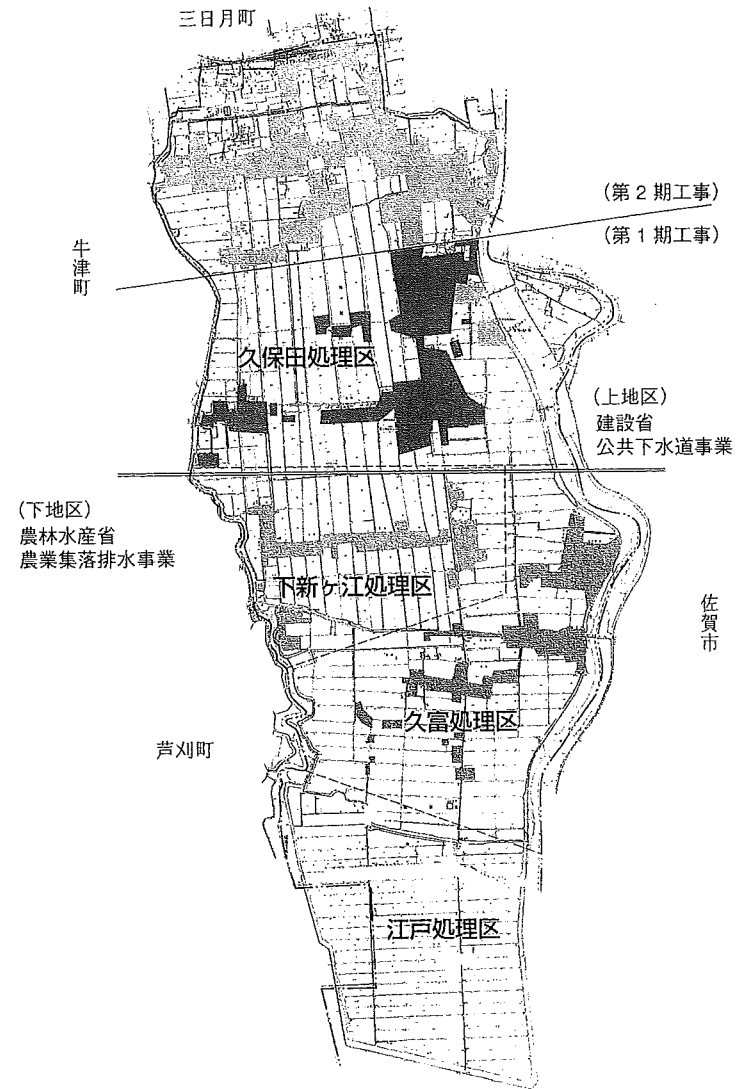 三日月町
(第2期工事)
(第1期工事)
牛津町
久保田処理区
(上地区)
建設省
公共下水道事業
(下地区)
農林水産省
農業集落排水事業
下新ヶ江処理区
佐賀市
久富処理区
芦刈町
江戸処理区